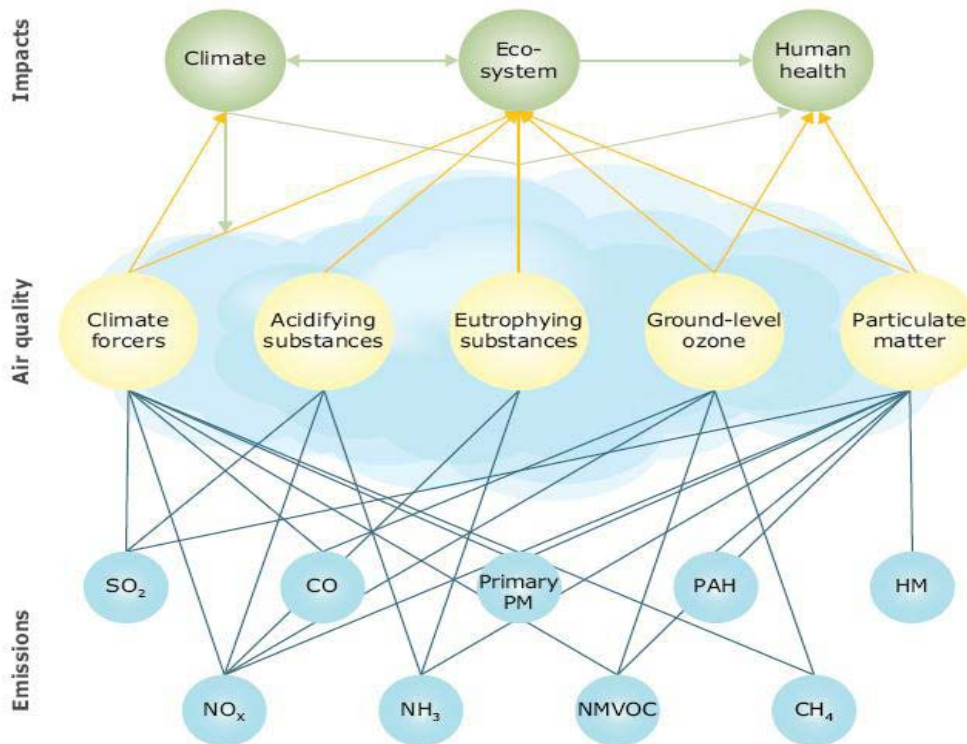 Impacts
Climate
Eco-
system
Human
health
Air quality
Climate
forcers
Acidifying
substances
Eutrophying
substances
Ground-level
ozone
Particulate
matter
Emissions
SO₂
CO
Primary
PM
PAH
HM
NOₓ
NH₃
NMVOC
CH₄